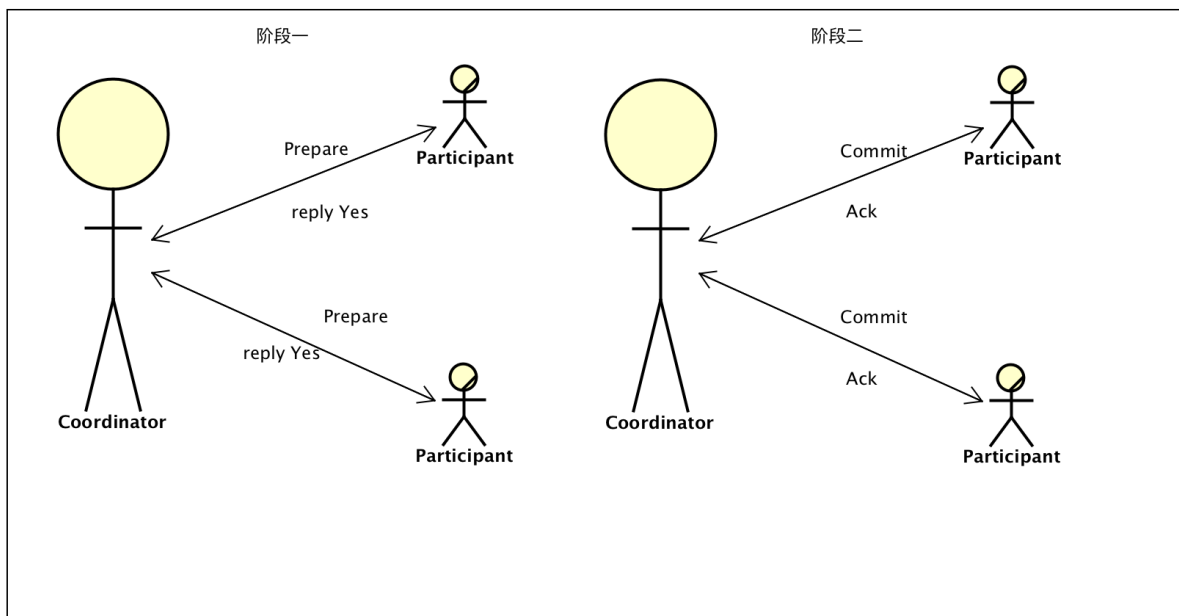 阶段一
Prepare
Participant
reply Yes
Prepare
reply Yes
Coordinator
Participant
阶段二
Commit
Participant
Ack
Commit
Ack
Coordinator
Participant